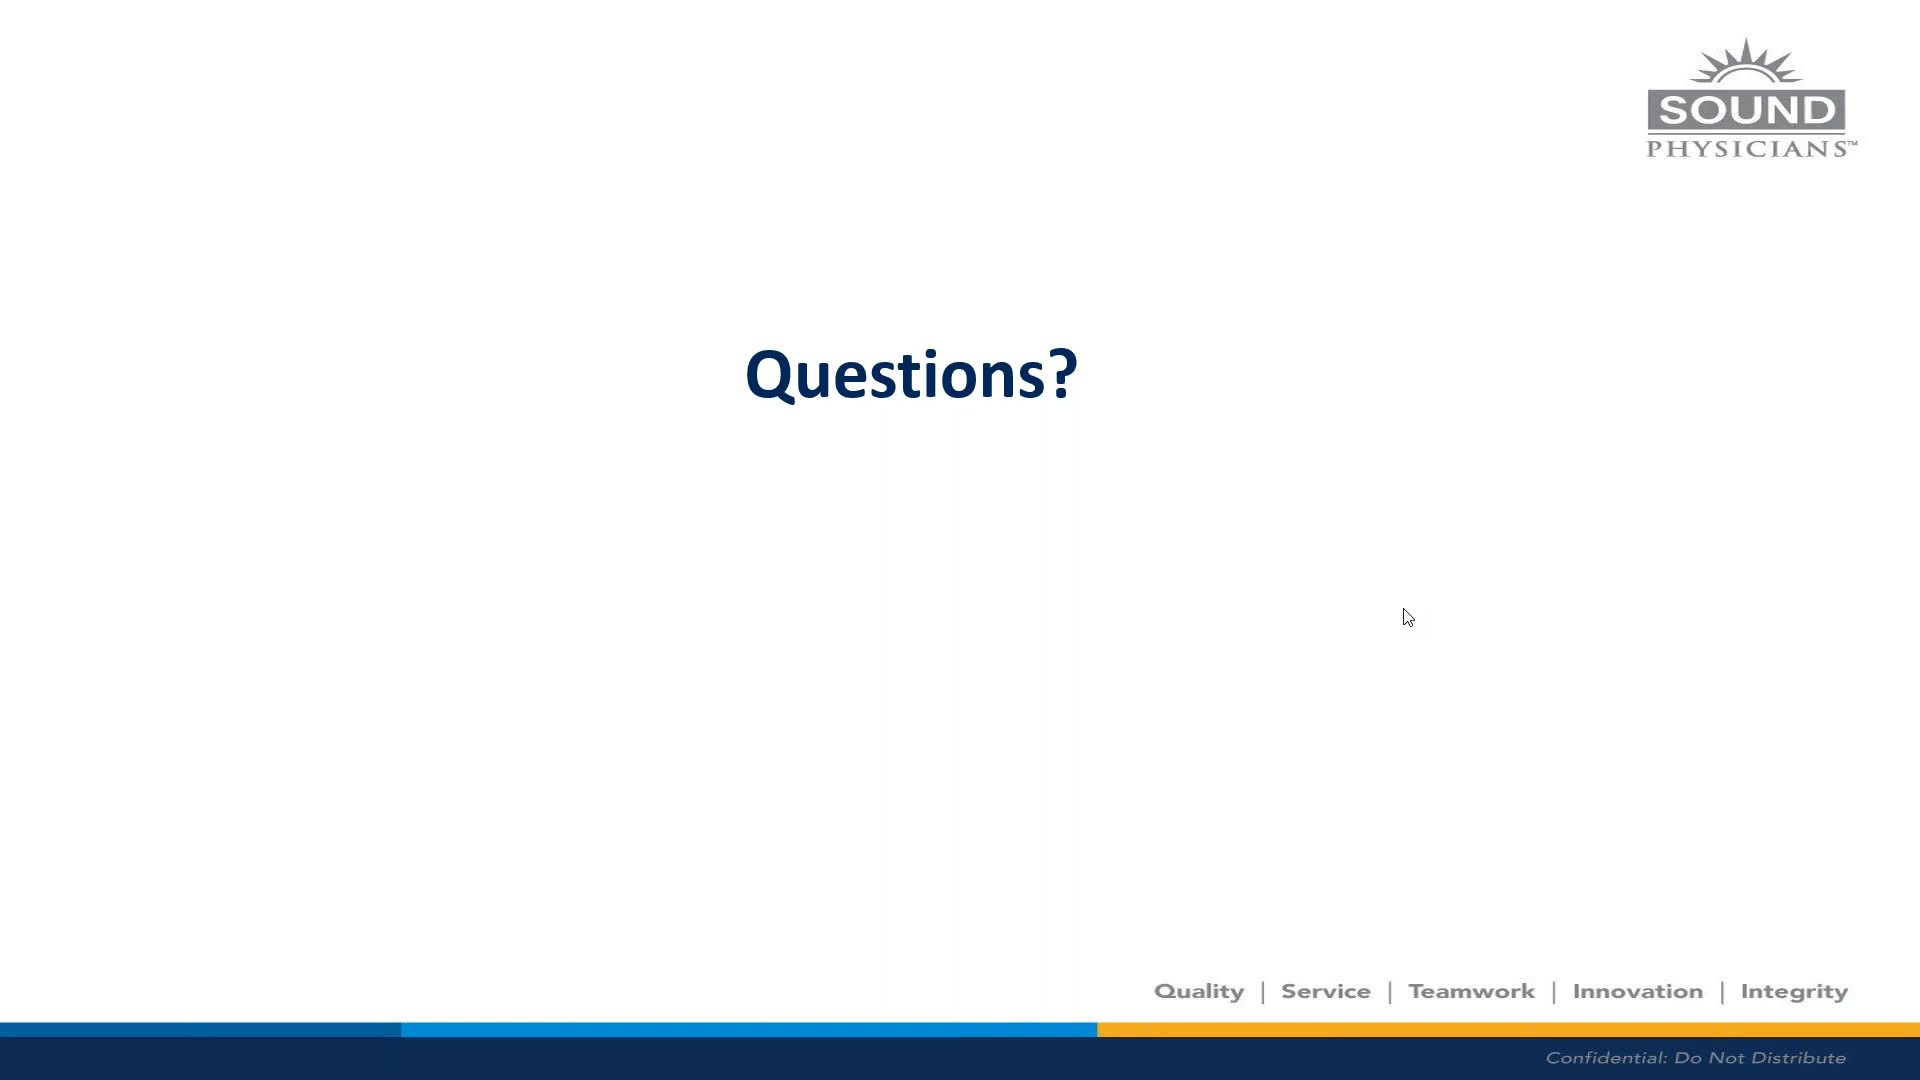 SOUND
PHYSICIANS™
Questions?
Quality | Service | Teamwork | Innovation | Integrity
Confidential: Do Not Distribute